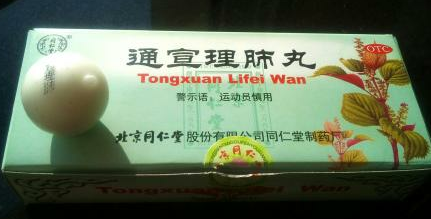 同仁堂
OTC
通宣理肺丸
Tongxuan Lifei Wan
警示语：运动员慎用
北京同仁堂股份有限公司同仁堂制药厂
同仁
Tongxuan Lifei Wan